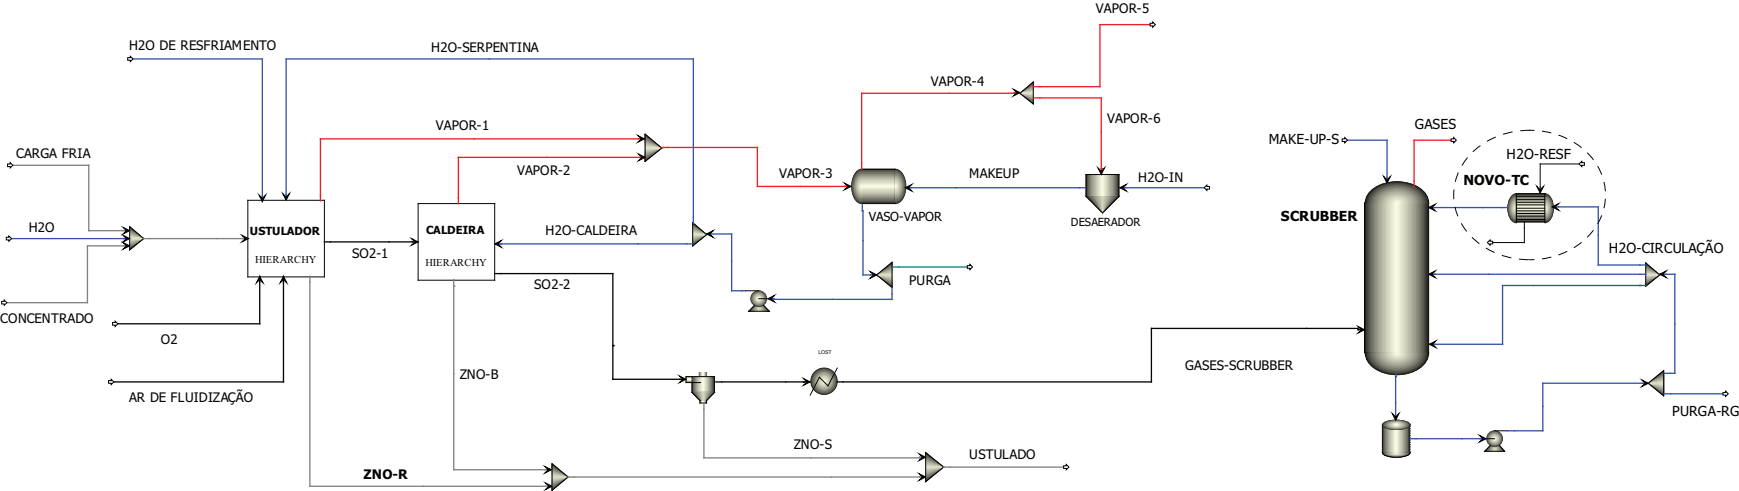 VAPOR-5
H2O DE RESFRIAMENTO
H2O-SERPENTINA
VAPOR-4
VAPOR-6
VAPOR-1
GASES
MAKE-UP-S
CARGA FRIA
VAPOR-2
VAPOR-3
MAKEUP
H2O-IN
H2O-RESF
NOVO-TC
VASO-VAPOR
DESAERADOR
SCRUBBER
H2O
USTULADOR
HIERARCHY
SO2-1
CALDEIRA
HIERARCHY
H2O-CALDEIRA
H2O-CIRCULAÇÃO
SO2-2
PURGA
CONCENTRADO
O2
LOST
GASES-SCRUBBER
ZNO-B
AR DE FLUIDIZAÇÃO
PURGA-RG
ZNO-S
USTULADO
ZNO-R